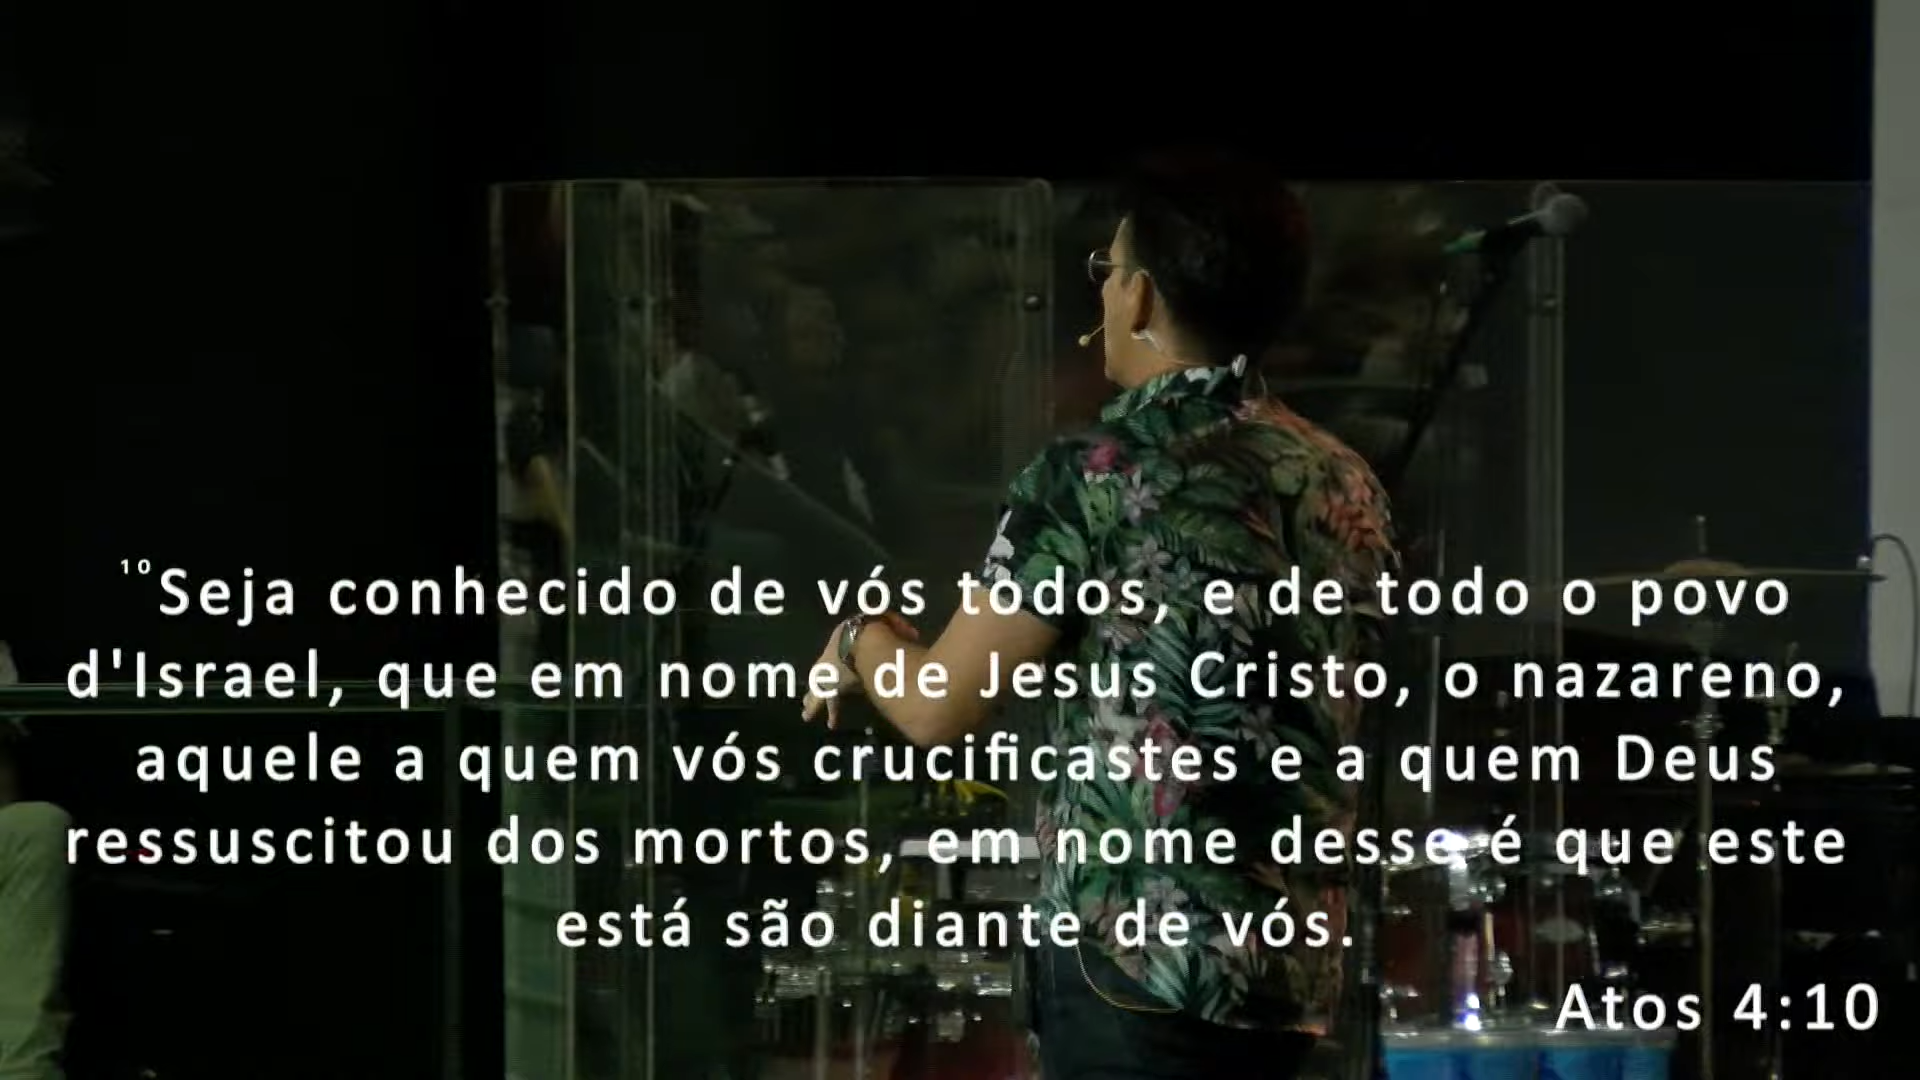 ¹⁰Seja conhecido de vós todos, e de todo o povo
d'Israel, que em nome de Jesus Cristo, o nazareno,
aquele a quem vós crucificastes e a quem Deus
ressuscitou dos mortos, em nome desse é que este
está são diante de vós.
Atos 4:10